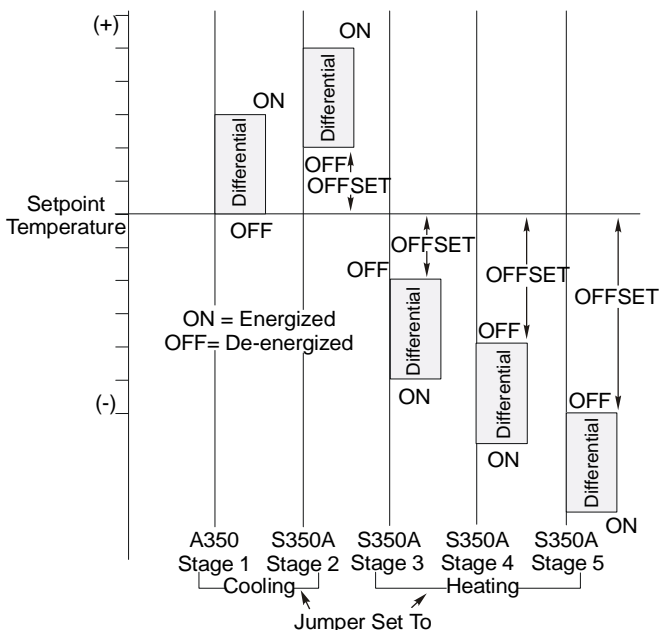 (+)
ON
Differential
ON
Differential
OFF
OFFSET
Setpoint
Temperature
OFF
OFFSET
OFF
OFFSET
OFFSET
ON = Energized
OFF= De-energized
Differential
OFF
Differential
ON
(-)
OFF
Differential
ON
ON
A350
Stage 1
S350A
Stage 2
S350A
Stage 3
S350A
Stage 4
S350A
Stage 5
Cooling
Heating
Jumper Set To